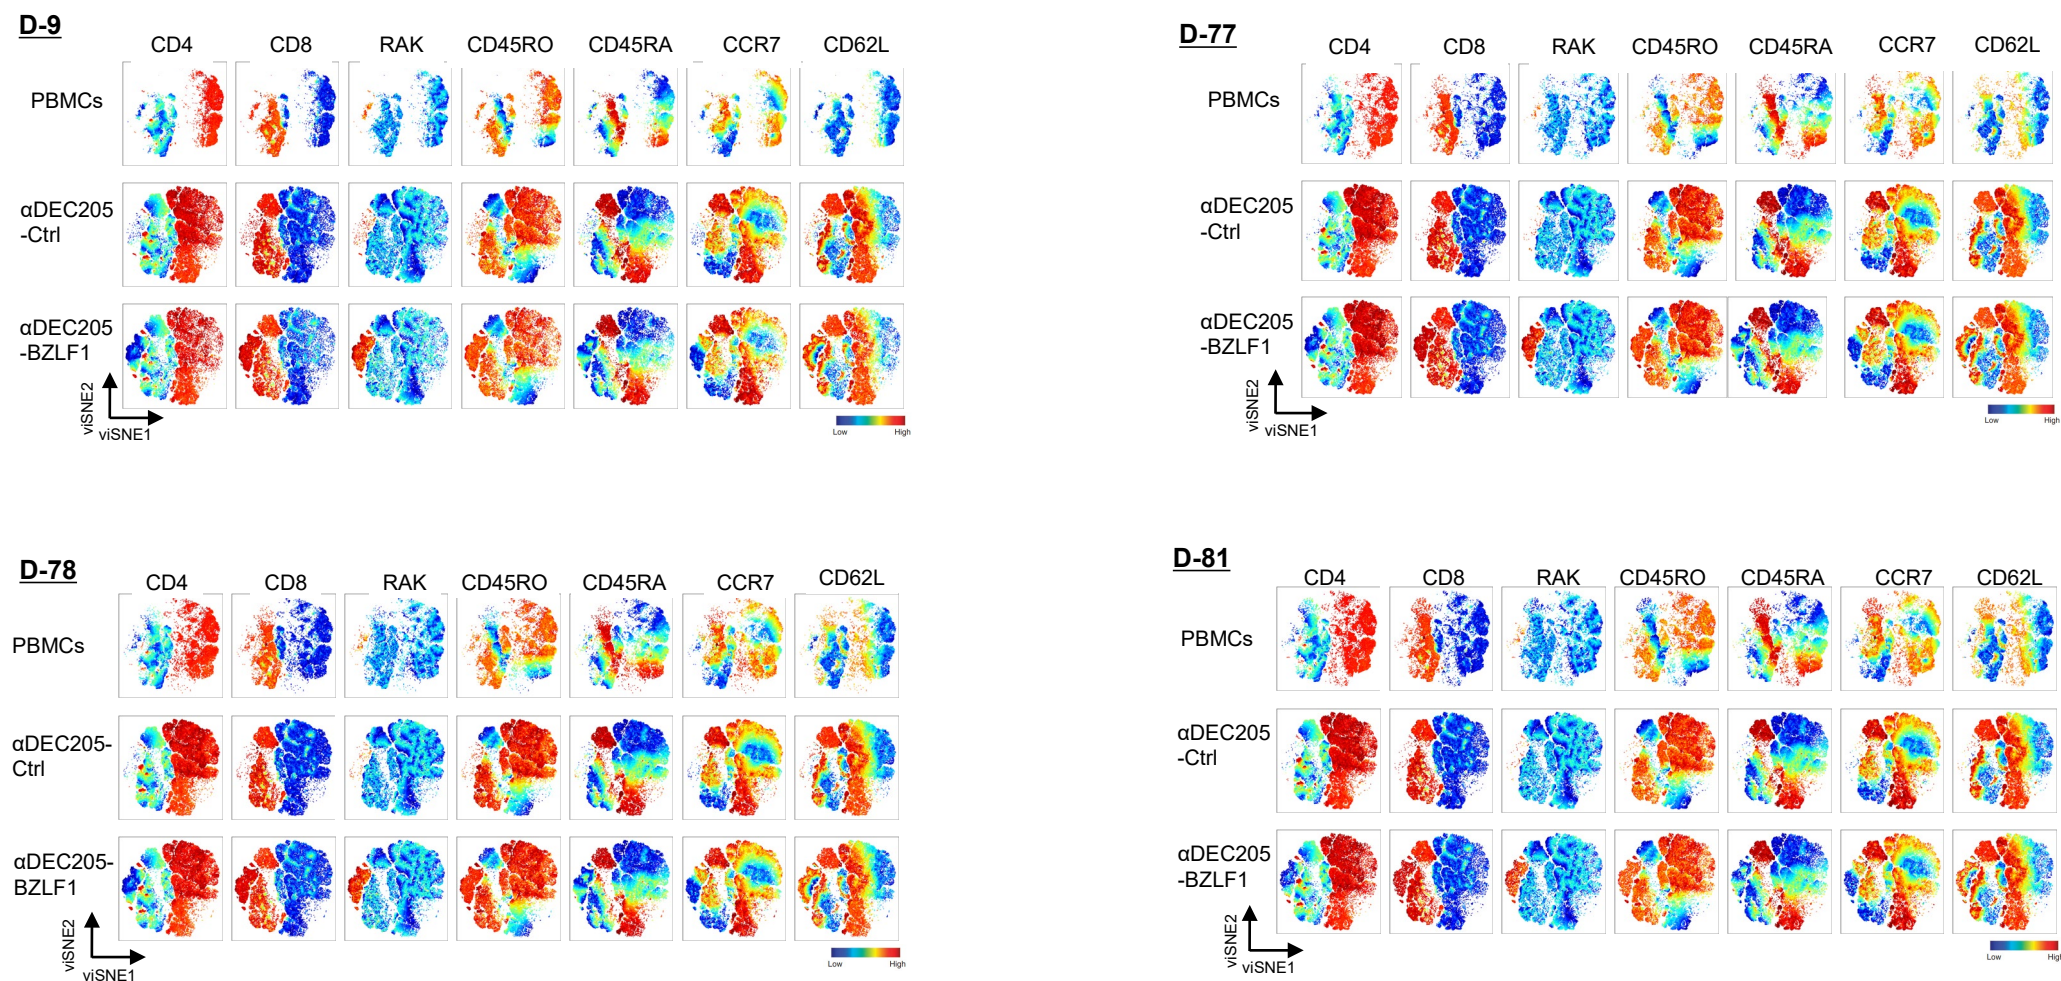 D-9
CD4 CD8 RAK CD45RO CD45RA CCR7 CD62L
PBMCs
αDEC205
-Ctrl
αDEC205
-BZLF1
viSNE2
viSNE1
Low High
D-77
CD4 CD8 RAK CD45RO CD45RA CCR7 CD62L
PBMCs
αDEC205
-Ctrl
αDEC205
-BZLF1
viSNE2
viSNE1
Low High
D-78
CD4 CD8 RAK CD45RO CD45RA CCR7 CD62L
PBMCs
αDEC205-
Ctrl
αDEC205-
BZLF1
viSNE2
viSNE1
Low High
D-81
CD4 CD8 RAK CD45RO CD45RA CCR7 CD62L
PBMCs
αDEC205
-Ctrl
αDEC205
-BZLF1
viSNE2
viSNE1
Low High